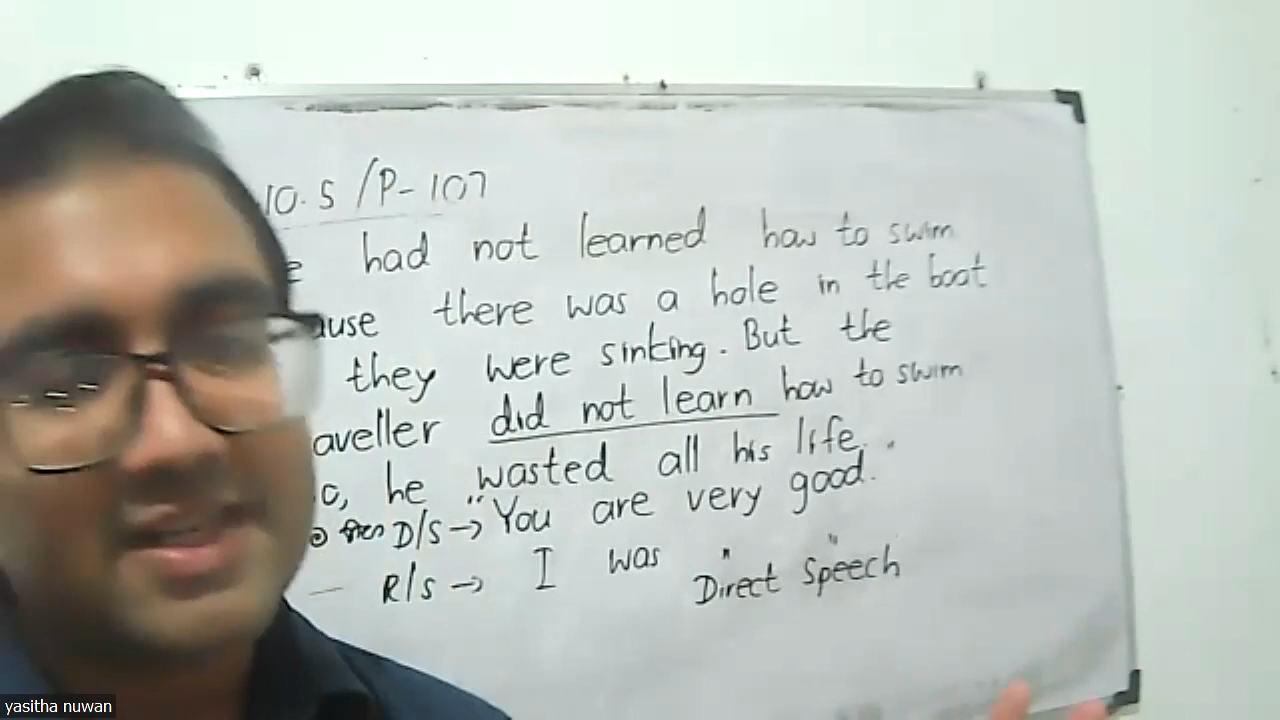 10.5 /P- 107
e had not learned how to swim
ause there was a hole in the boat
they were sinking. But the
aveller did not learn how to swim
o, he wasted all his life.
D/S → "You are very good.
R/S → I was
" Direct Speech "
yasitha nuwan